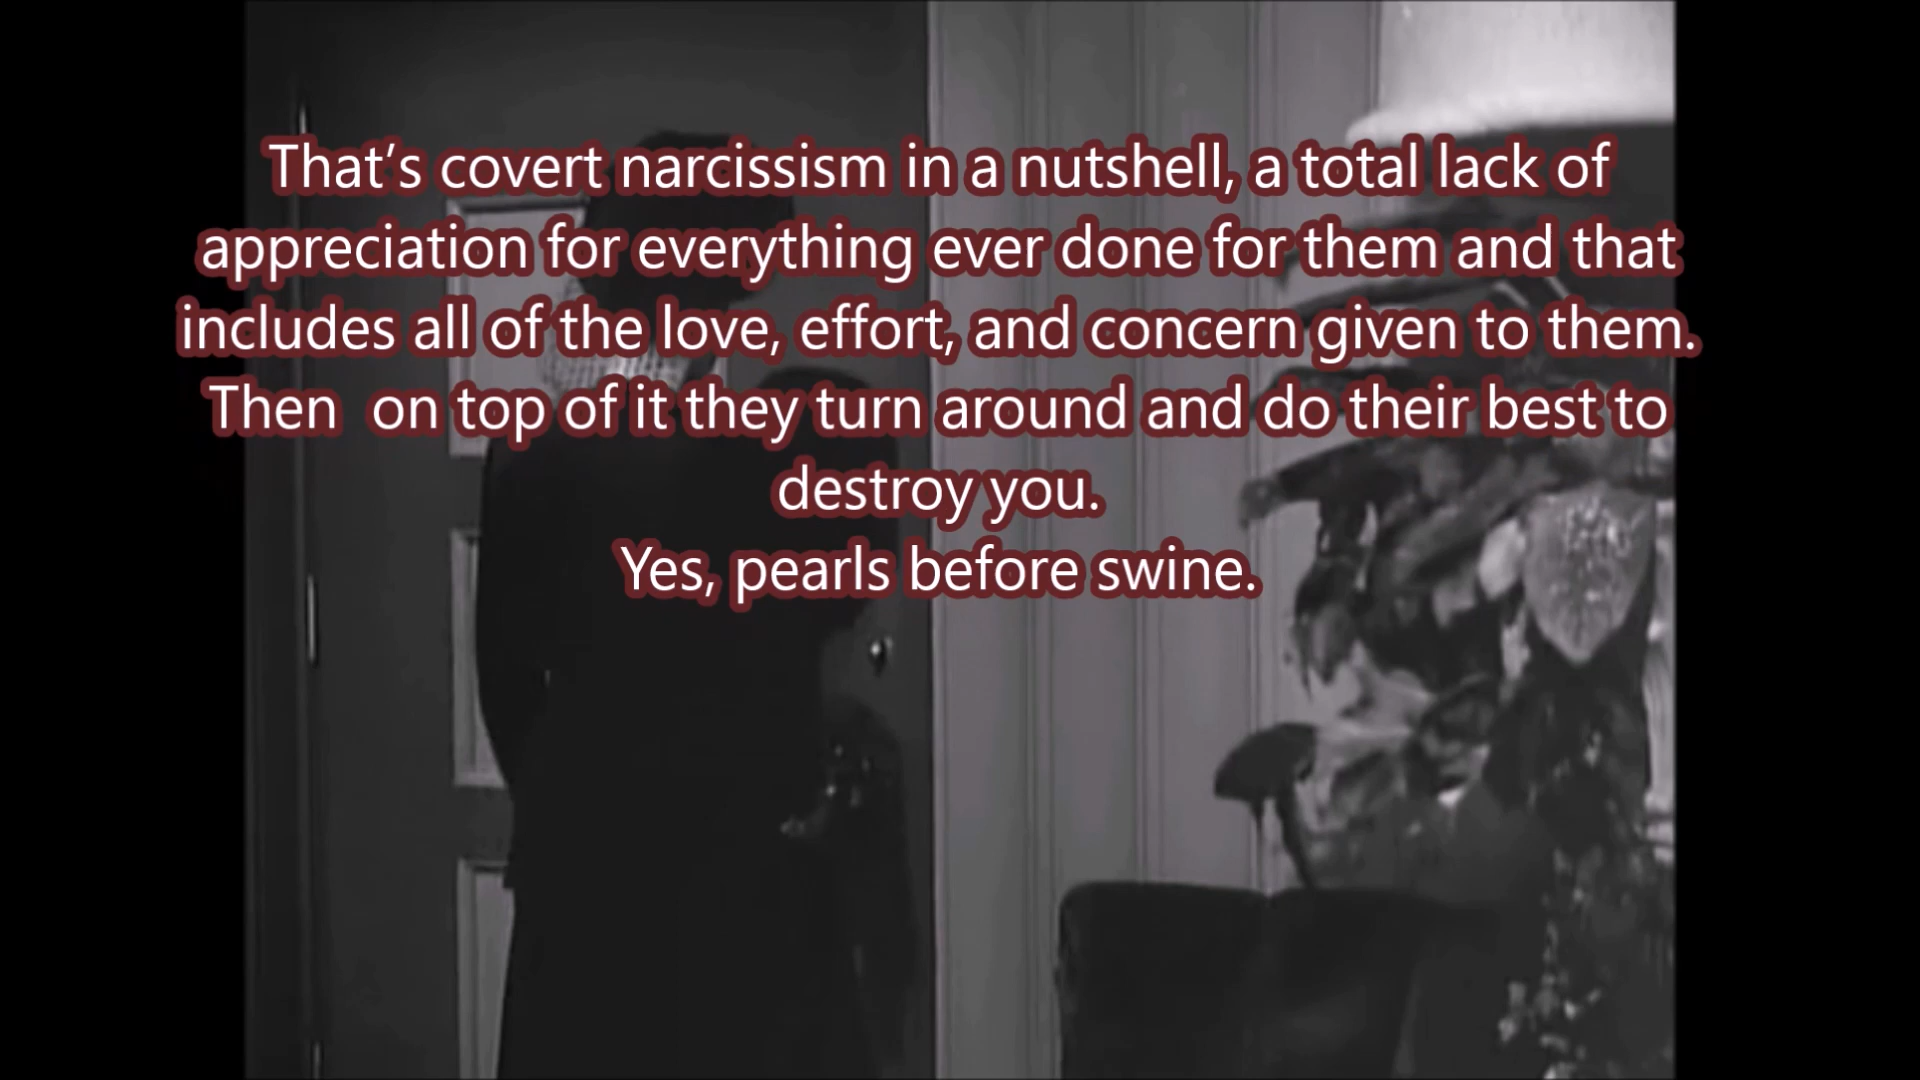 That’s covert narcissism in a nutshell, a total lack of
appreciation for everything ever done for them and that
includes all of the love, effort, and concern given to them.
Then  on top of it they turn around and do their best to
destroy you.
Yes, pearls before swine.